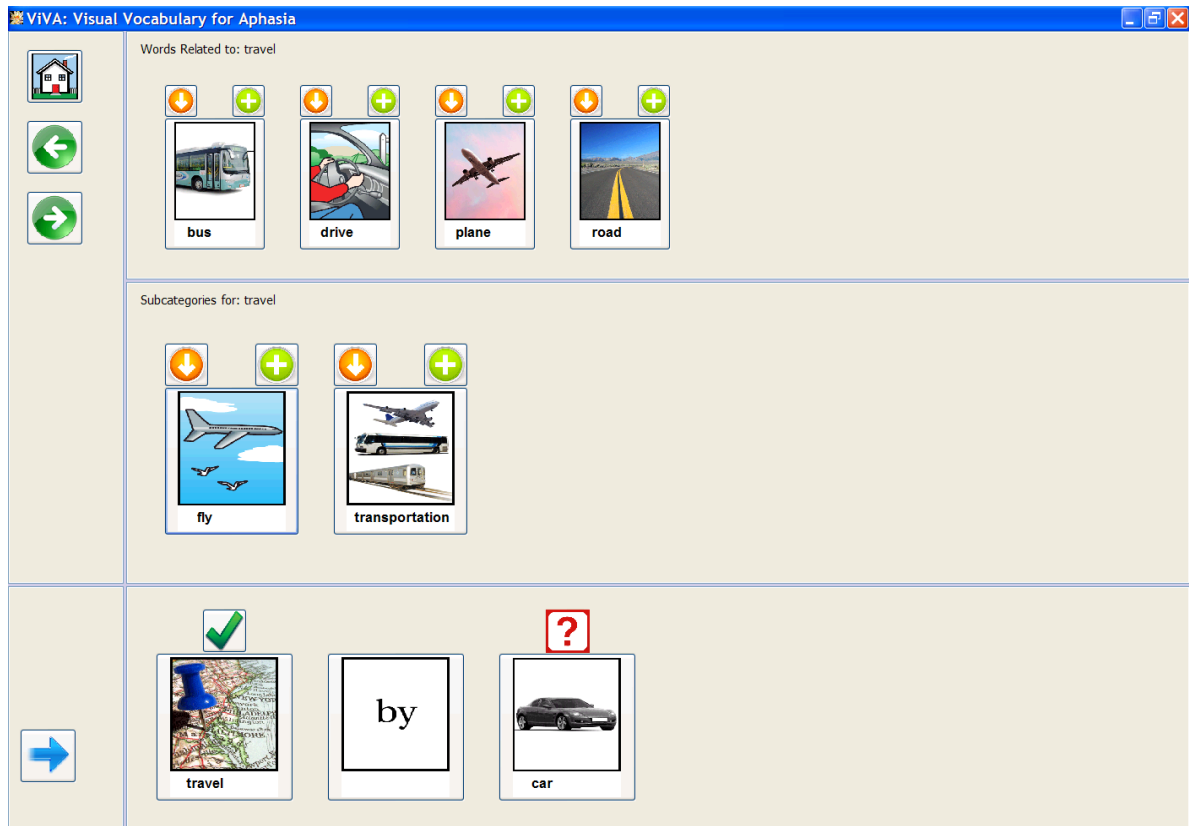 ViVA: Visual Vocabulary for Aphasia
Words Related to: travel
bus
drive
plane
road
Subcategories for: travel
fly
transportation
?
by
travel
car